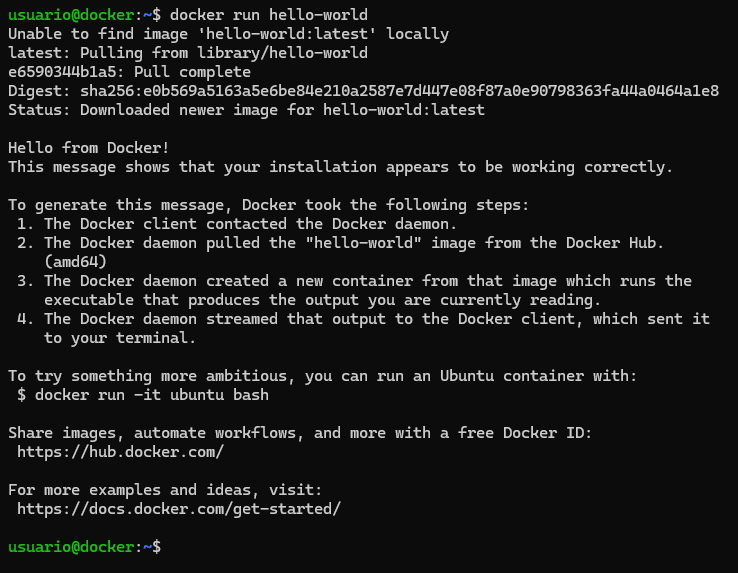 usuario@docker:~$ docker run hello-world
Unable to find image 'hello-world:latest' locally
latest: Pulling from library/hello-world
e6590344b1a5: Pull complete
Digest: sha256:e0b569a5163a5e6be84e210a2587e7d447e08f87a0e90798363fa44a0464a1e8
Status: Downloaded newer image for hello-world:latest

Hello from Docker!
This message shows that your installation appears to be working correctly.

To generate this message, Docker took the following steps:
 1. The Docker client contacted the Docker daemon.
 2. The Docker daemon pulled the "hello-world" image from the Docker Hub.
    (amd64)
 3. The Docker daemon created a new container from that image which runs the
    executable that produces the output you are currently reading.
 4. The Docker daemon streamed that output to the Docker client, which sent it
    to your terminal.

To try something more ambitious, you can run an Ubuntu container with:
 $ docker run -it ubuntu bash

Share images, automate workflows, and more with a free Docker ID:
 https://hub.docker.com/

For more examples and ideas, visit:
 https://docs.docker.com/get-started/

usuario@docker:~$